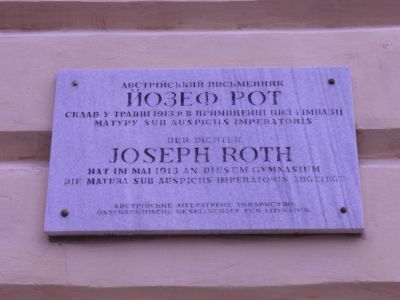 АВСТРІЙСЬКИЙ ПИСЬМЕННИК
ЙОЗЕФ РОТ
СКЛАВ У ТРАВНІ 1913 Р. В ПРИМІЩЕННІ ЦІЄЇ ГІМНАЗІЇ
МАТУРУ SUB AUSPICIIS IMPERATORIS
DER DICHTER
JOSEPH ROTH
HAT IM MAI 1913 AN DIESEM GYMNASIUM
DIE MATURA SUB AUSPICIIS IMPERATORIS ABGELEGT
АВСТРІЙСЬКЕ ЛІТЕРАТУРНЕ ТОВАРИСТВО
ÖSTERREICHISCHE GESELLSCHAFT FÜR LITERATUR